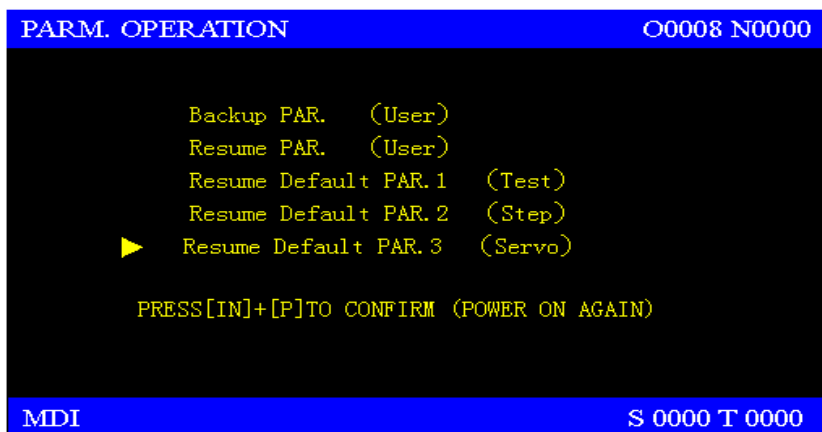 PARM. OPERATION O0008 N0000
Backup PAR. (User)
Resume PAR. (User)
Resume Default PAR.1 (Test)
Resume Default PAR.2 (Step)
Resume Default PAR.3 (Servo)
PRESS[IN]+[P]TO CONFIRM (POWER ON AGAIN)
MDI S 0000 T 0000